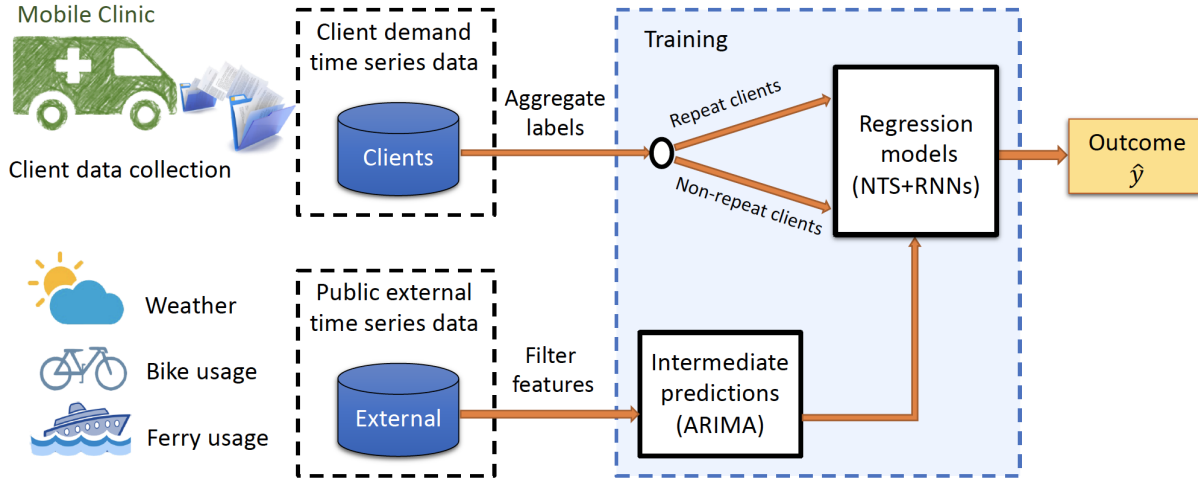 Mobile Clinic
Client data collection
Client demand
time series data
Clients
Aggregate
labels
Training
Repeat clients
Non-repeat clients
Regression
models
(NTS+RNNs)
Outcome
ŷ
Weather
Bike usage
Ferry usage
Public external
time series data
External
Filter
features
Intermediate
predictions
(ARIMA)